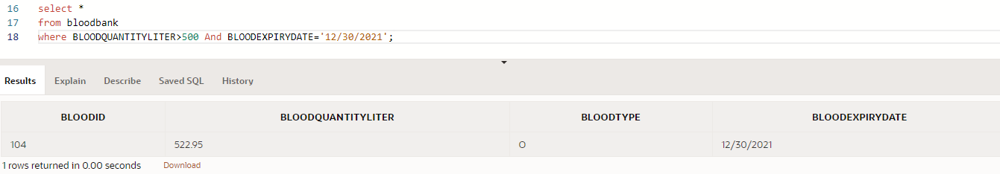 16 select *
17 from bloodbank
18 where BLOODQUANTITYLITER>500 And BLOODEXPIRYDATE='12/30/2021';
Results Explain Describe Saved SQL History
BLOODID BLOODQUANTITYLITER BLOODTYPE BLOODEXPIRYDATE
104 522.95 O 12/30/2021
1 rows returned in 0.00 seconds Download